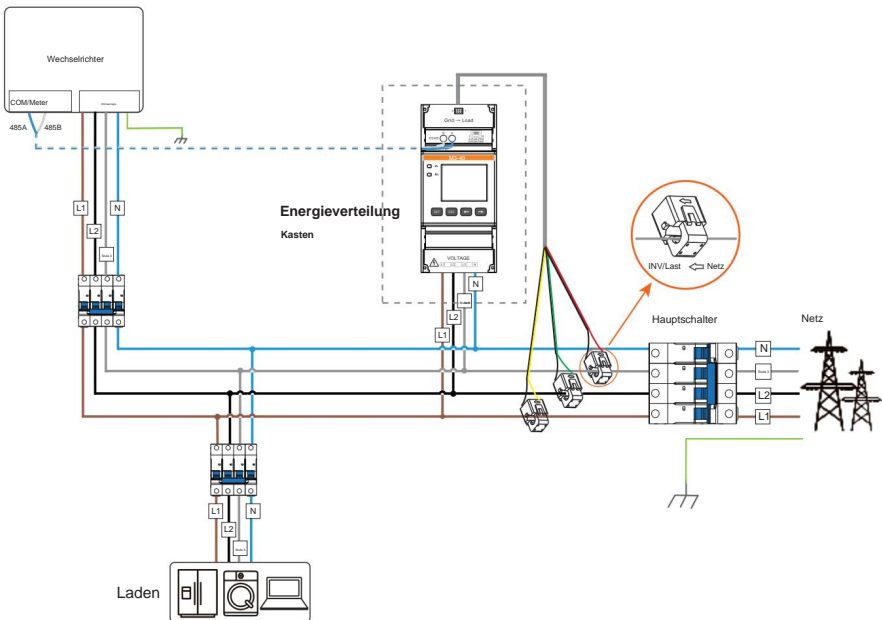 Wechselrichter
COM/Meter
485A
485B
Grid → Load
Energieverteilung
Kasten
VOLTAGE
INV/Last
Netz
Hauptschalter
Netz
L1
L2
N
L1
L2
N
N
L2
L1
L1
L2
N
Laden